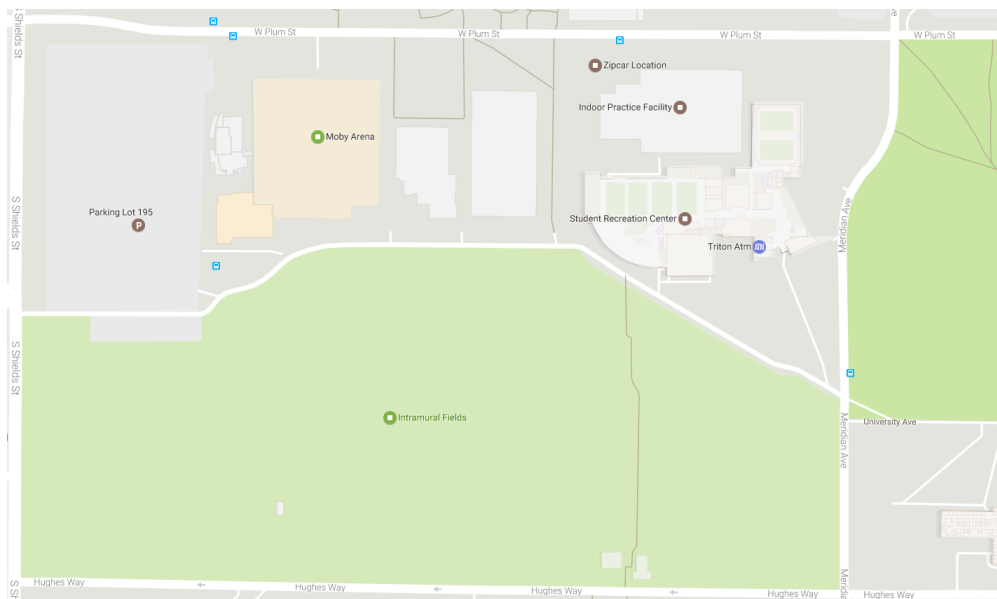 S Shields St
W Plum St
W Plum St
W Plum St
W Plum St
Zipcar Location
Indoor Practice Facility
Moby Arena
S Shields St
Parking Lot 195
P
Student Recreation Center
Triton Atm
Meridian Ave
S Shields St
Intramural Fields
Meridian Ave
University Ave
Hughes Way
Hughes Way
Hughes Way
Hughes Way
Hughes Way